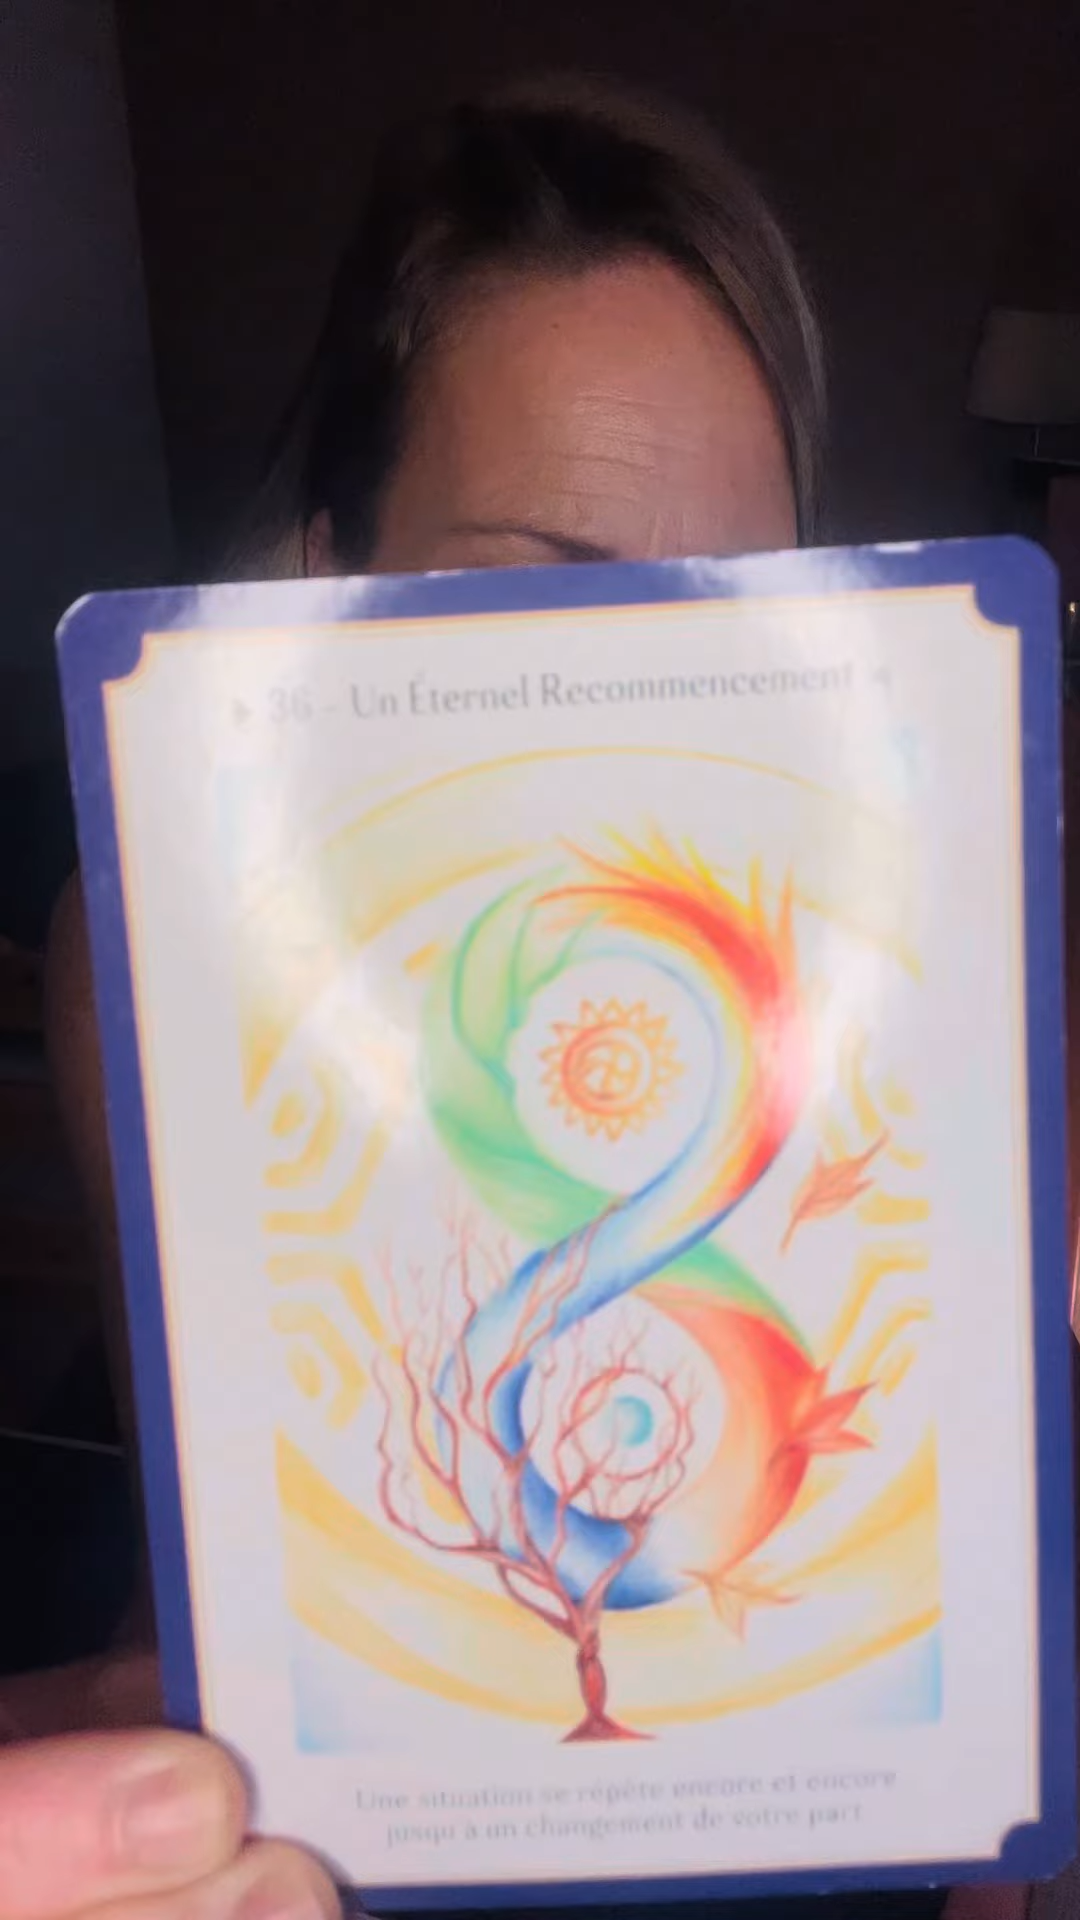 36 - Un Éternel Recommencement
Une situation se répète encore et encore
jusqu'à un changement de votre part